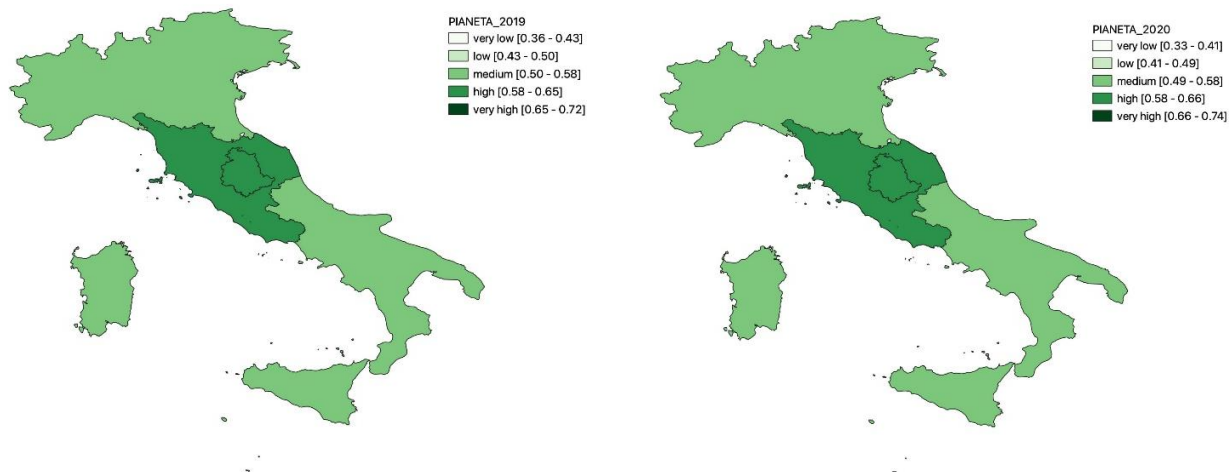 PIANETA_2019
very low [0.36 - 0.43]
low [0.43 - 0.50]
medium [0.50 - 0.58]
high [0.58 - 0.65]
very high [0.65 - 0.72]
PIANETA_2020
very low [0.33 - 0.41]
low [0.41 - 0.49]
medium [0.49 - 0.58]
high [0.58 - 0.66]
very high [0.66 - 0.74]